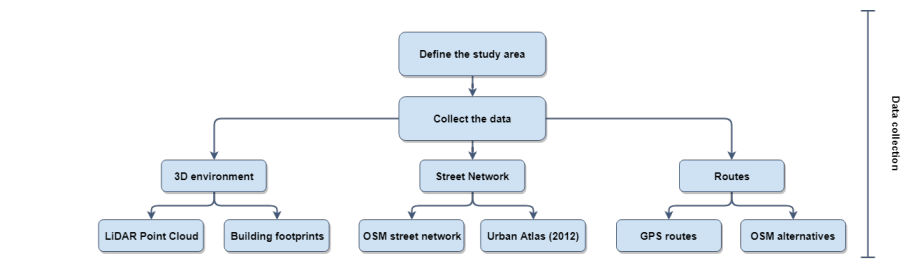 Define the study area
Collect the data
3D environment
Street Network
Routes
LiDAR Point Cloud
Building footprints
OSM street network
Urban Atlas (2012)
GPS routes
OSM alternatives
Data collection